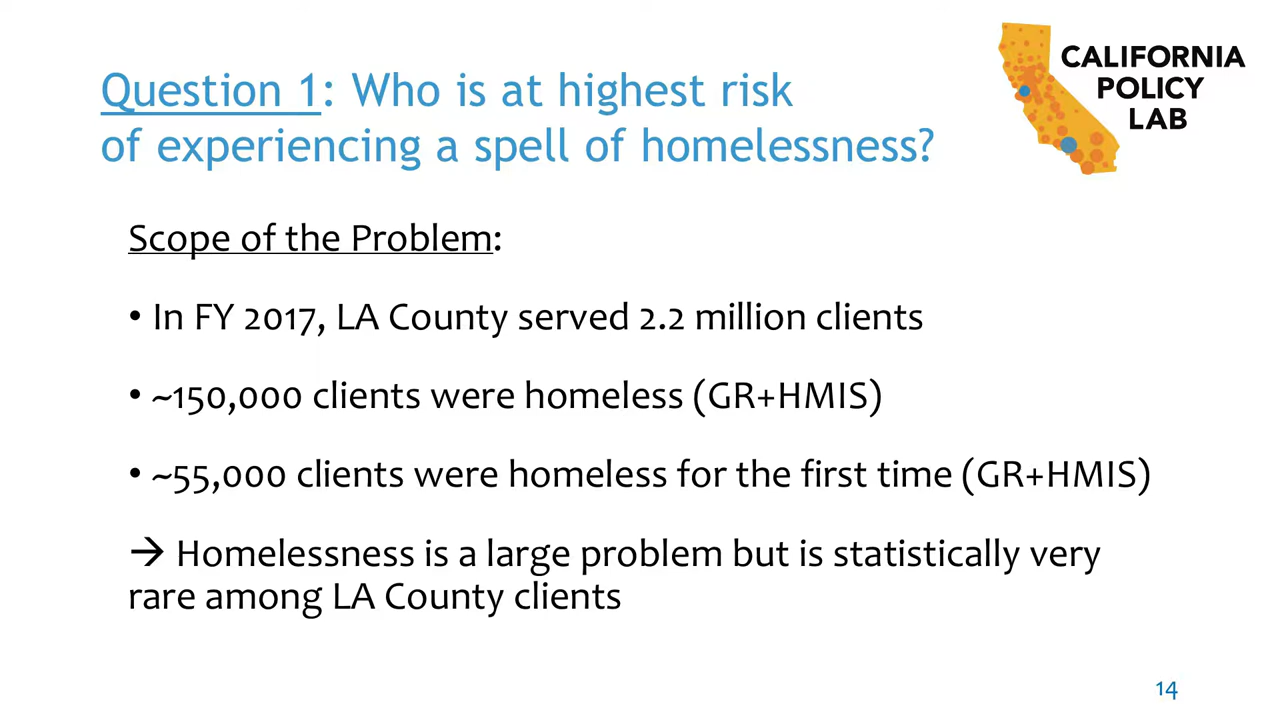 Question 1: Who is at highest risk
of experiencing a spell of homelessness?
CALIFORNIA
POLICY
LAB
Scope of the Problem:
• In FY 2017, LA County served 2.2 million clients
• ~150,000 clients were homeless (GR+HMIS)
• ~55,000 clients were homeless for the first time (GR+HMIS)
→ Homelessness is a large problem but is statistically very
rare among LA County clients
14